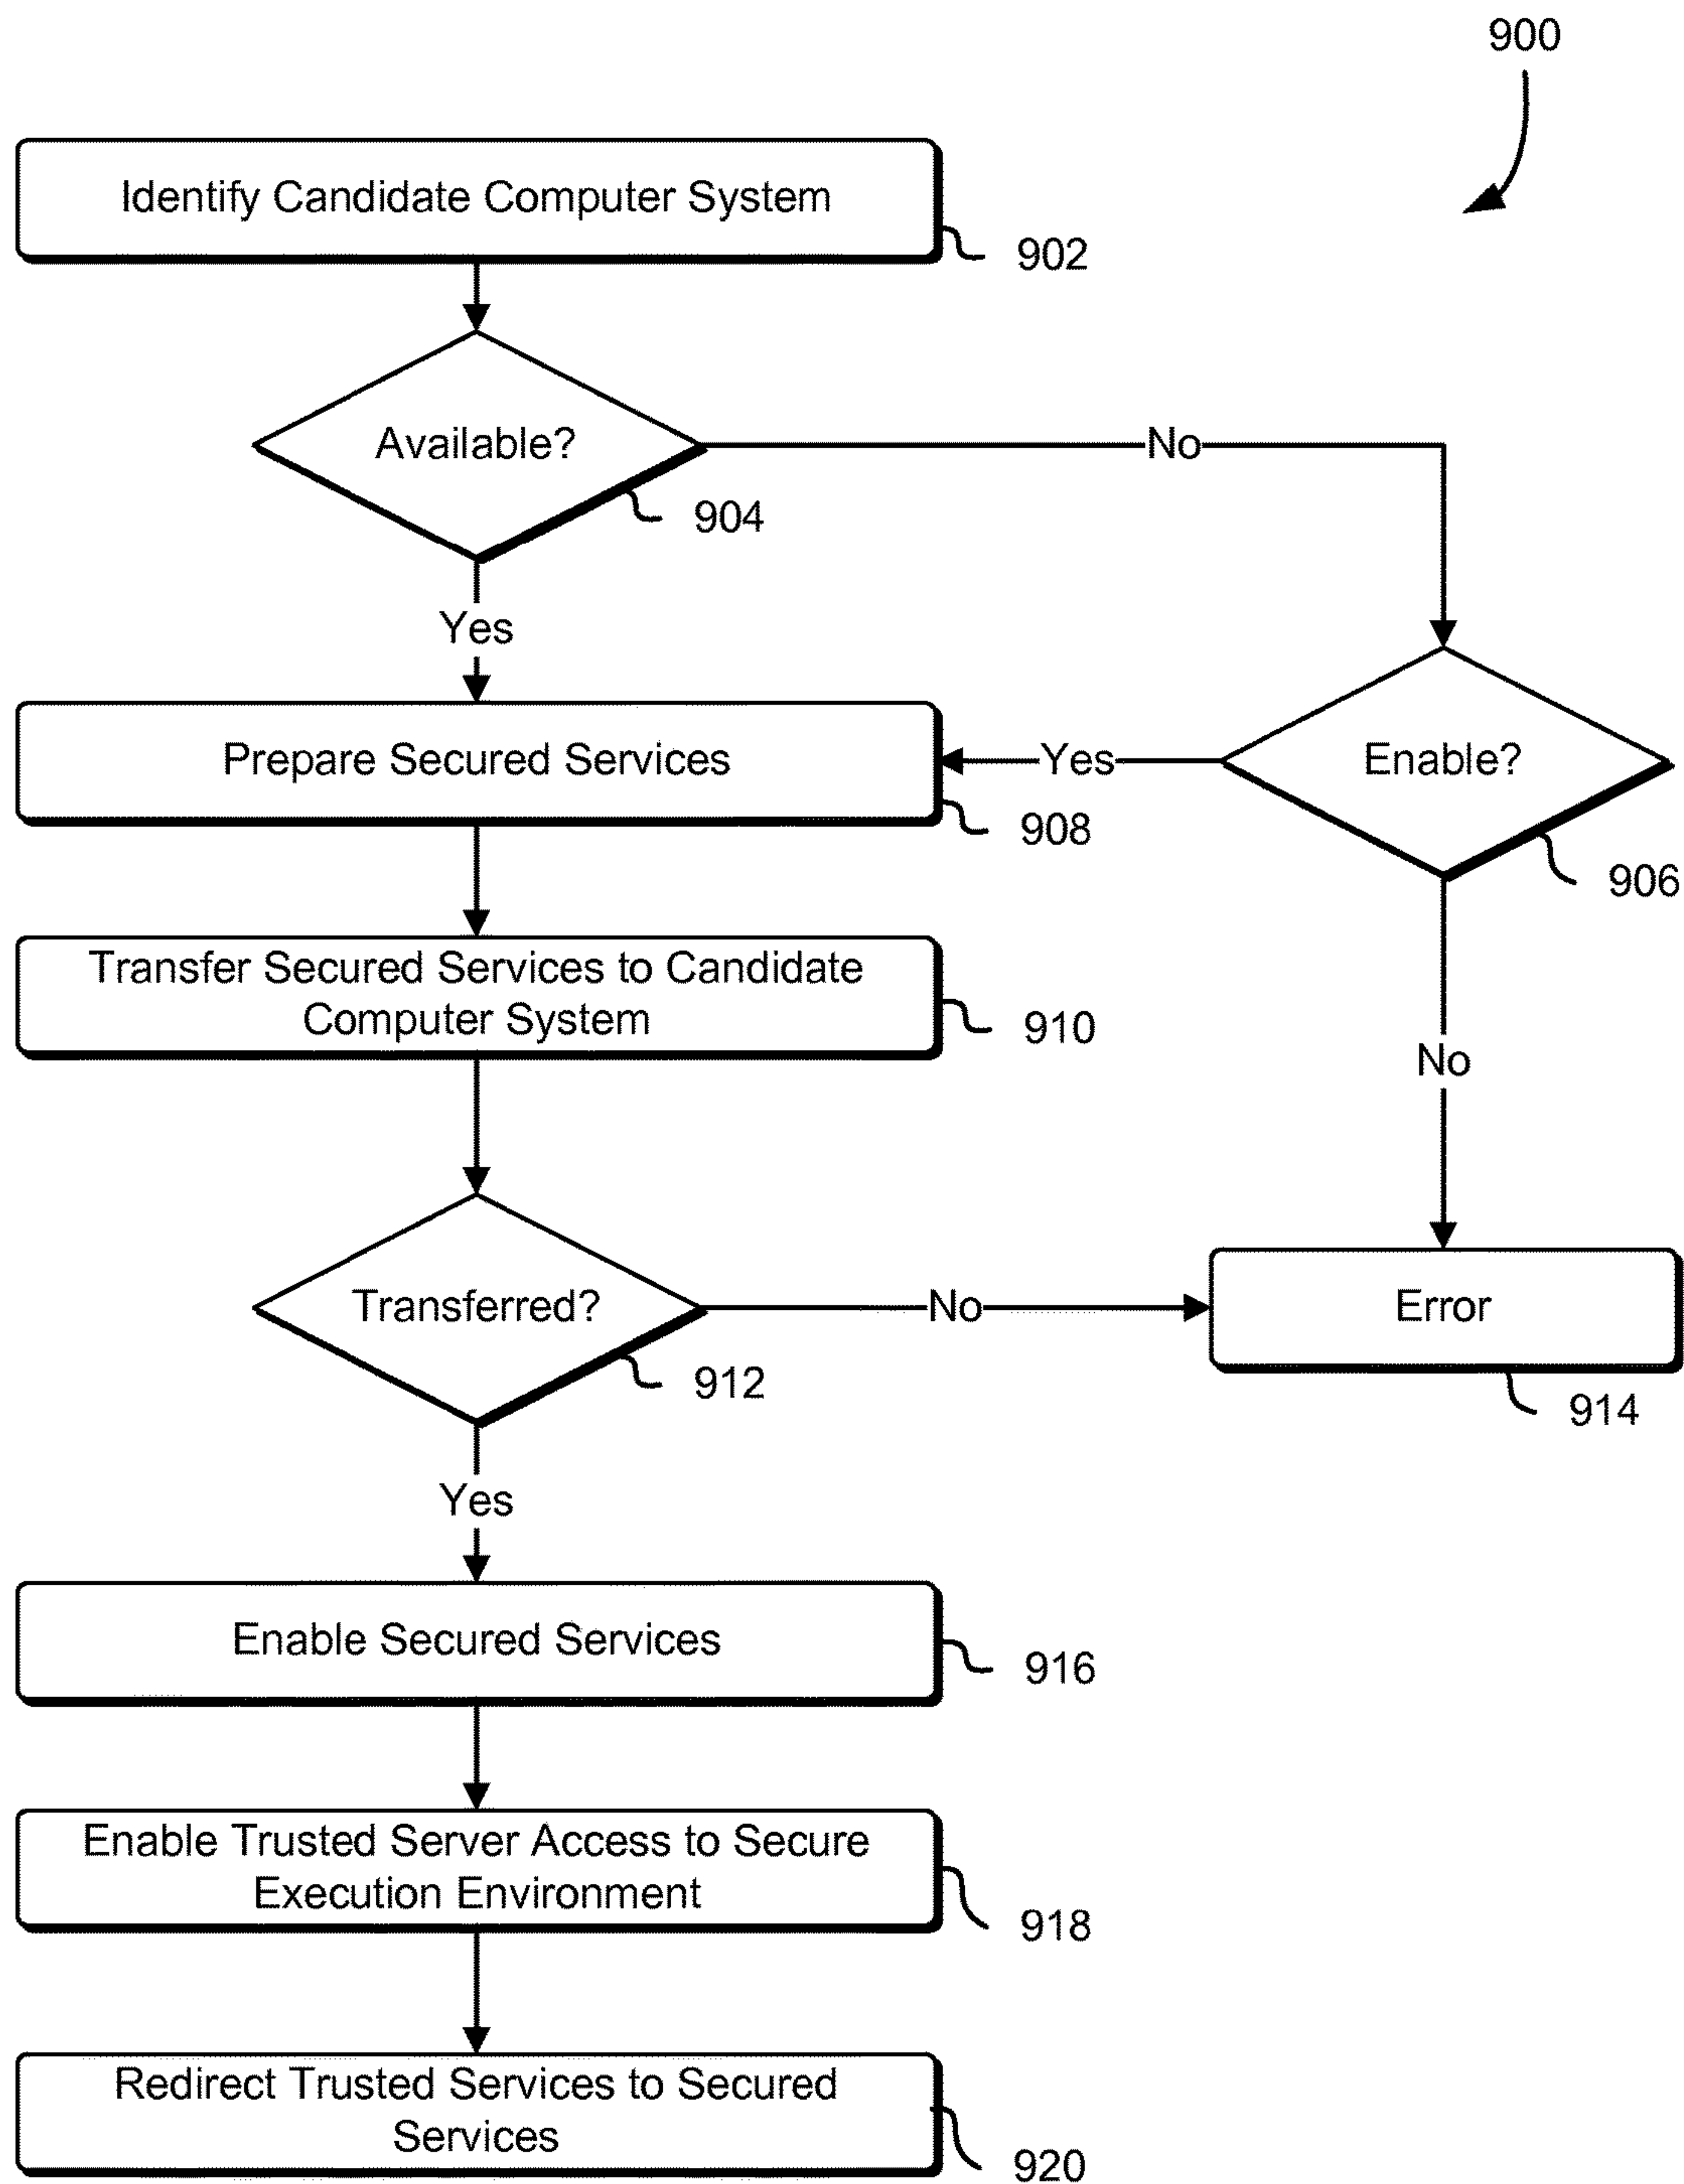 900
Identify Candidate Computer System
902
Available?
No
904
Yes
Prepare Secured Services
Yes
Enable?
908
906
Transfer Secured Services to Candidate
Computer System
910
No
Transferred?
No
Error
912
914
Yes
Enable Secured Services
916
Enable Trusted Server Access to Secure
Execution Environment
918
Redirect Trusted Services to Secured
Services
920